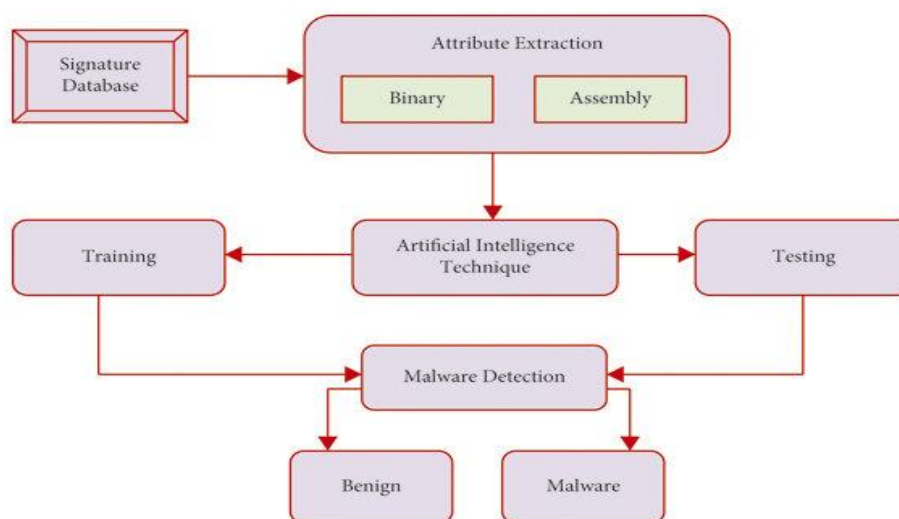 Signature
Database
Attribute Extraction
Binary
Assembly
Training
Artificial Intelligence
Technique
Testing
Malware Detection
Benign
Malware